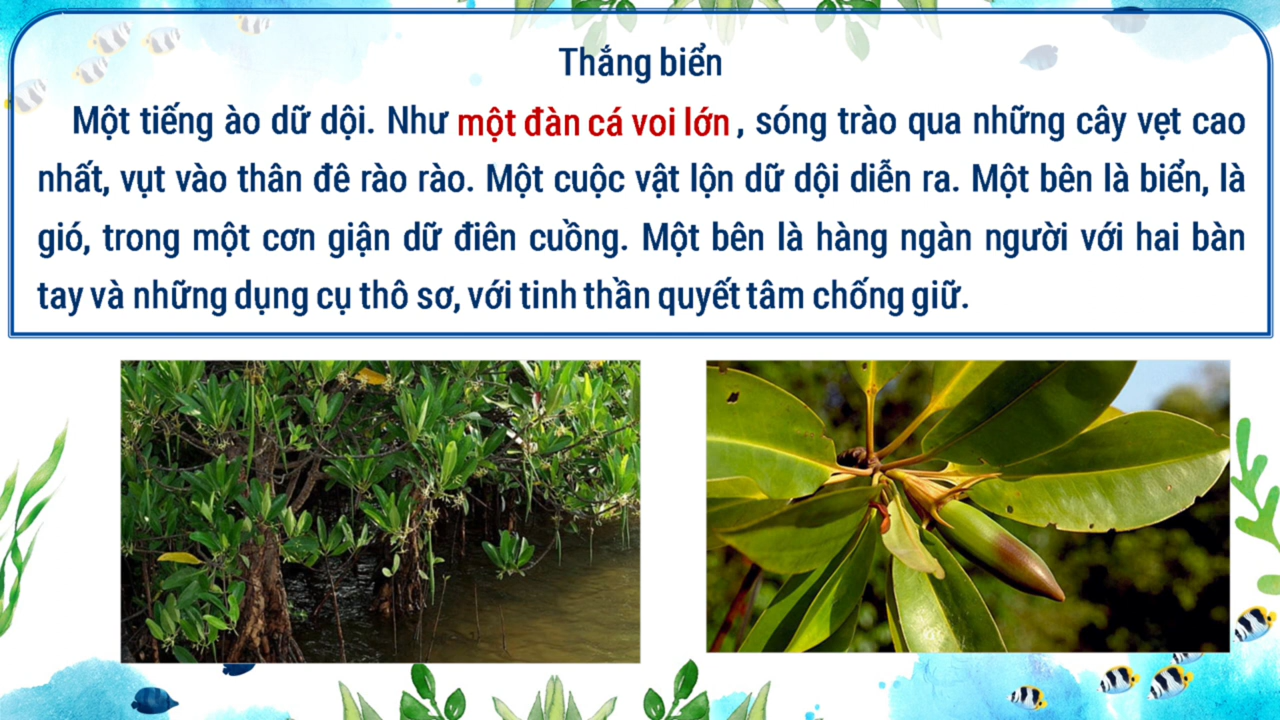 Thắng biển
Một tiếng ào dữ dội. Như một đàn cá voi lớn , sóng trào qua những cây vẹt cao
nhất, vụt vào thân đê rào rào. Một cuộc vật lộn dữ dội diễn ra. Một bên là biển, là
gió, trong một cơn giận dữ điên cuồng. Một bên là hàng ngàn người với hai bàn
tay và những dụng cụ thô sơ, với tinh thần quyết tâm chống giữ.